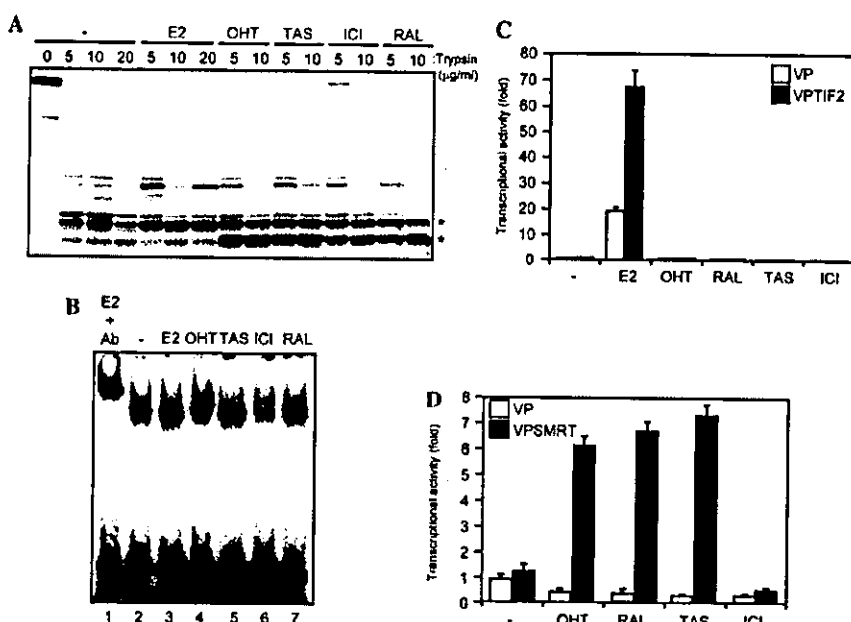 A
- E2 OHT TAS ICI RAL
0 5 10 20 5 10 20 5 10 5 10 5 10 5 10 :Trypsin
(μg/ml)
*
*
B
E2
+
Ab - E2 OHT TAS ICI RAL
1 2 3 4 5 6 7
C
Transcriptional activity (fold)
80
70
60
50
40
30
20
10
0
VP
VPTIF2
- E2 OHT RAL TAS ICI
D
Transcriptional activity (fold)
8
7
6
5
4
3
2
1
0
VP
VPSMRT
- OHT RAL TAS ICI